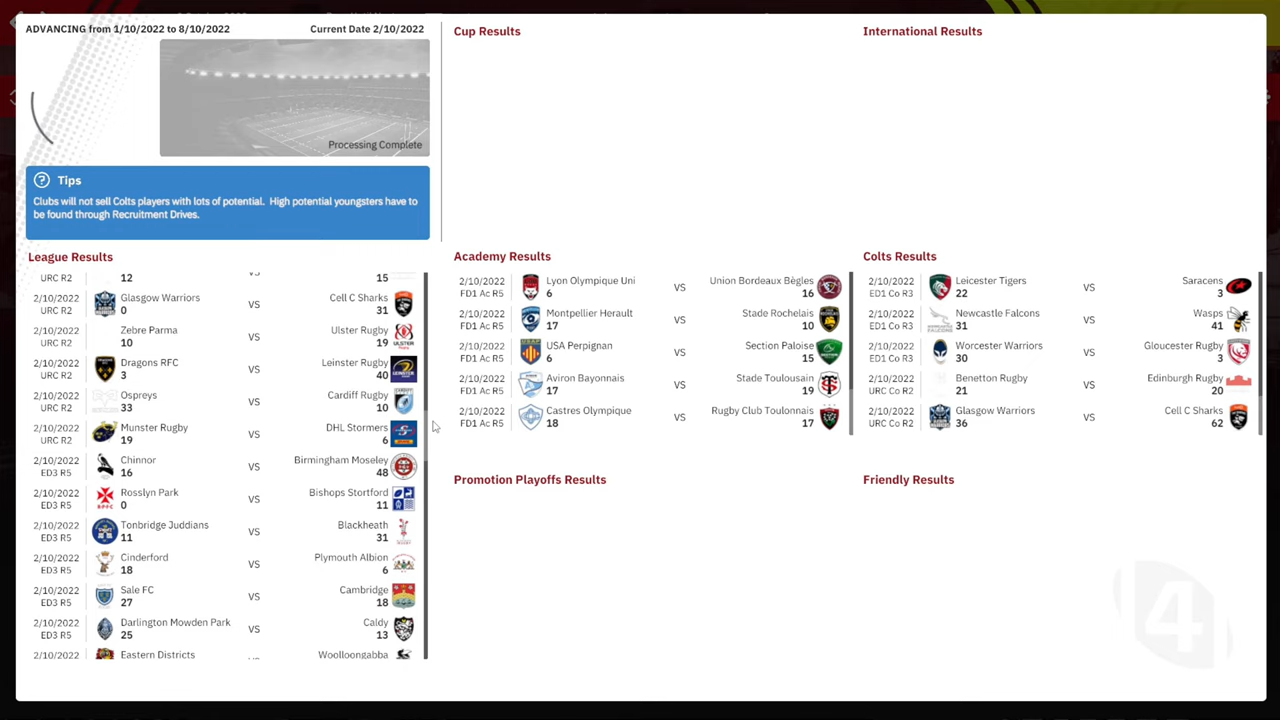 ADVANCING from 1/10/2022 to 8/10/2022 Current Date 2/10/2022
Processing Complete
Tips
Clubs will not sell Colts players with lots of potential. High potential youngsters have to
be found through Recruitment Drives.
Cup Results
International Results
League Results
URC R2 12 VS 15
2/10/2022 Glasgow Warriors VS Cell C Sharks
URC R2 0 31
2/10/2022 Zebre Parma VS Ulster Rugby
URC R2 10 19
2/10/2022 Dragons RFC VS Leinster Rugby
URC R2 3 40
2/10/2022 Ospreys VS Cardiff Rugby
URC R2 33 10
2/10/2022 Munster Rugby VS DHL Stormers
URC R2 19 6
2/10/2022 Chinnor VS Birmingham Moseley
ED3 R5 16 48
2/10/2022 Rosslyn Park VS Bishops Stortford
ED3 R5 0 11
2/10/2022 Tonbridge Juddians VS Blackheath
ED3 R5 11 31
2/10/2022 Cinderford VS Plymouth Albion
ED3 R5 18 6
2/10/2022 Sale FC VS Cambridge
ED3 R5 27 18
2/10/2022 Darlington Mowden Park VS Caldy
ED3 R5 25 13
2/10/2022 Eastern Districts VS Woolloongabba
Academy Results
2/10/2022 Lyon Olympique Uni VS Union Bordeaux Bègles
FD1 Ac R5 6 16
2/10/2022 Montpellier Herault VS Stade Rochelais
FD1 Ac R5 17 10
2/10/2022 USA Perpignan VS Section Paloise
FD1 Ac R5 6 15
2/10/2022 Aviron Bayonnais VS Stade Toulousain
FD1 Ac R5 17 19
2/10/2022 Castres Olympique VS Rugby Club Toulonnais
FD1 Ac R5 18 17
Colts Results
2/10/2022 Leicester Tigers VS Saracens
ED1 Co R3 22 3
2/10/2022 Newcastle Falcons VS Wasps
ED1 Co R3 31 41
2/10/2022 Worcester Warriors VS Gloucester Rugby
ED1 Co R3 30 3
2/10/2022 Benetton Rugby VS Edinburgh Rugby
URC Co R2 21 20
2/10/2022 Glasgow Warriors VS Cell C Sharks
URC Co R2 36 62
Promotion Playoffs Results
Friendly Results
4